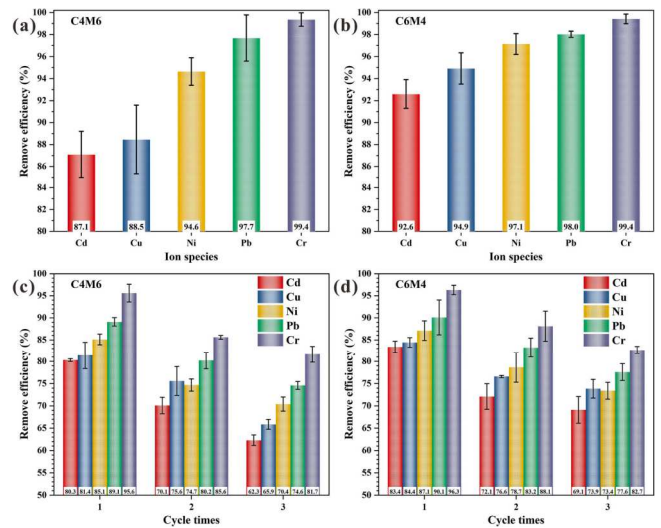 (a)
C4M6
Remove efficiency (%)
100
98
96
94
92
90
88
86
84
82
80
87.1 88.5 94.6 97.7 99.4
Cd Cu Ni Pb Cr
Ion species
(b)
C6M4
Remove efficiency (%)
100
98
96
94
92
90
88
86
84
82
80
92.6 94.9 97.1 98.0 99.4
Cd Cu Ni Pb Cr
Ion species
(c)
C4M6
Cd
Cu
Ni
Pb
Cr
Remove efficiency (%)
100
95
90
85
80
75
70
65
60
55
50
80.3 81.4 85.1 89.1 95.6 70.1 75.6 74.7 80.2 85.6 62.3 65.9 70.4 74.6 81.7
1 2 3
Cycle times
(d)
C6M4
Cd
Cu
Ni
Pb
Cr
Remove efficiency (%)
100
95
90
85
80
75
70
65
60
55
50
83.4 84.4 87.1 90.1 96.3 72.1 76.6 78.7 83.2 88.1 69.1 73.9 73.4 77.6 82.7
1 2 3
Cycle times